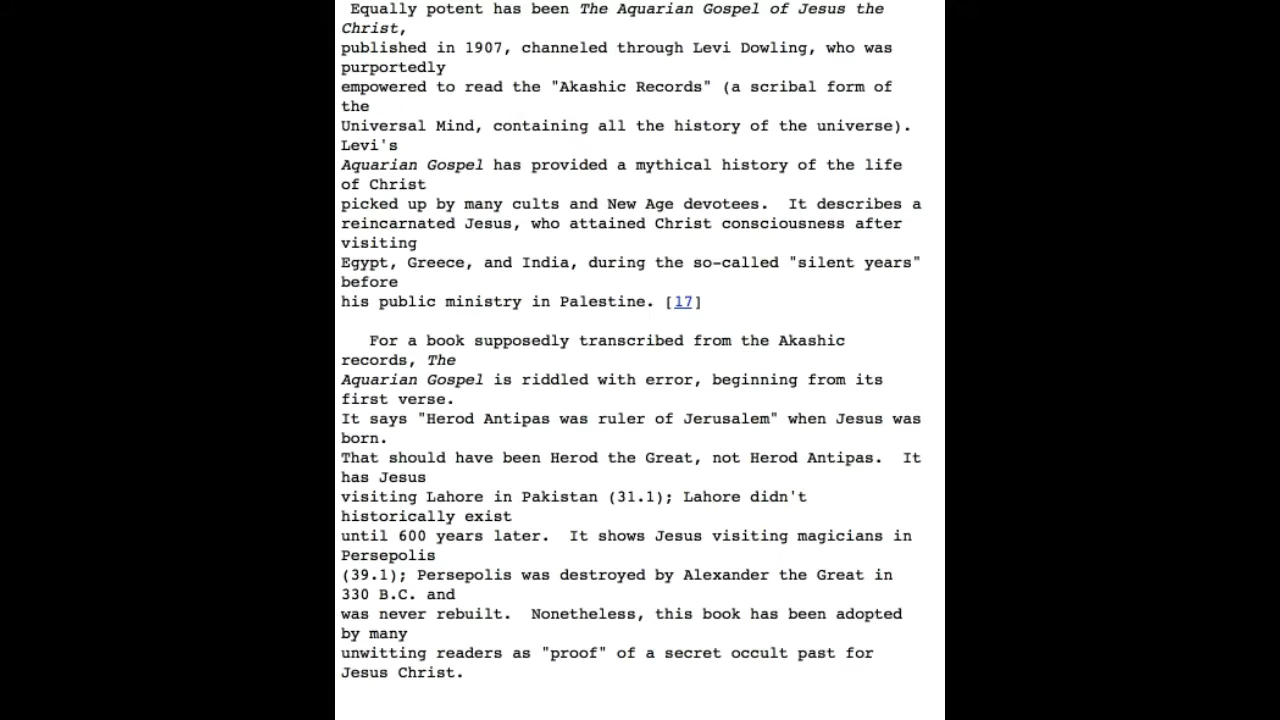 Equally potent has been The Aquarian Gospel of Jesus the
Christ,
published in 1907, channeled through Levi Dowling, who was
purportedly
empowered to read the "Akashic Records" (a scribal form of
the
Universal Mind, containing all the history of the universe).
Levi's
Aquarian Gospel has provided a mythical history of the life
of Christ
picked up by many cults and New Age devotees.  It describes a
reincarnated Jesus, who attained Christ consciousness after
visiting
Egypt, Greece, and India, during the so-called "silent years"
before
his public ministry in Palestine. [17]
For a book supposedly transcribed from the Akashic
records, The
Aquarian Gospel is riddled with error, beginning from its
first verse.
It says "Herod Antipas was ruler of Jerusalem" when Jesus was
born.
That should have been Herod the Great, not Herod Antipas.  It
has Jesus
visiting Lahore in Pakistan (31.1); Lahore didn't
historically exist
until 600 years later.  It shows Jesus visiting magicians in
Persepolis
(39.1); Persepolis was destroyed by Alexander the Great in
330 B.C. and
was never rebuilt.  Nonetheless, this book has been adopted
by many
unwitting readers as "proof" of a secret occult past for
Jesus Christ.